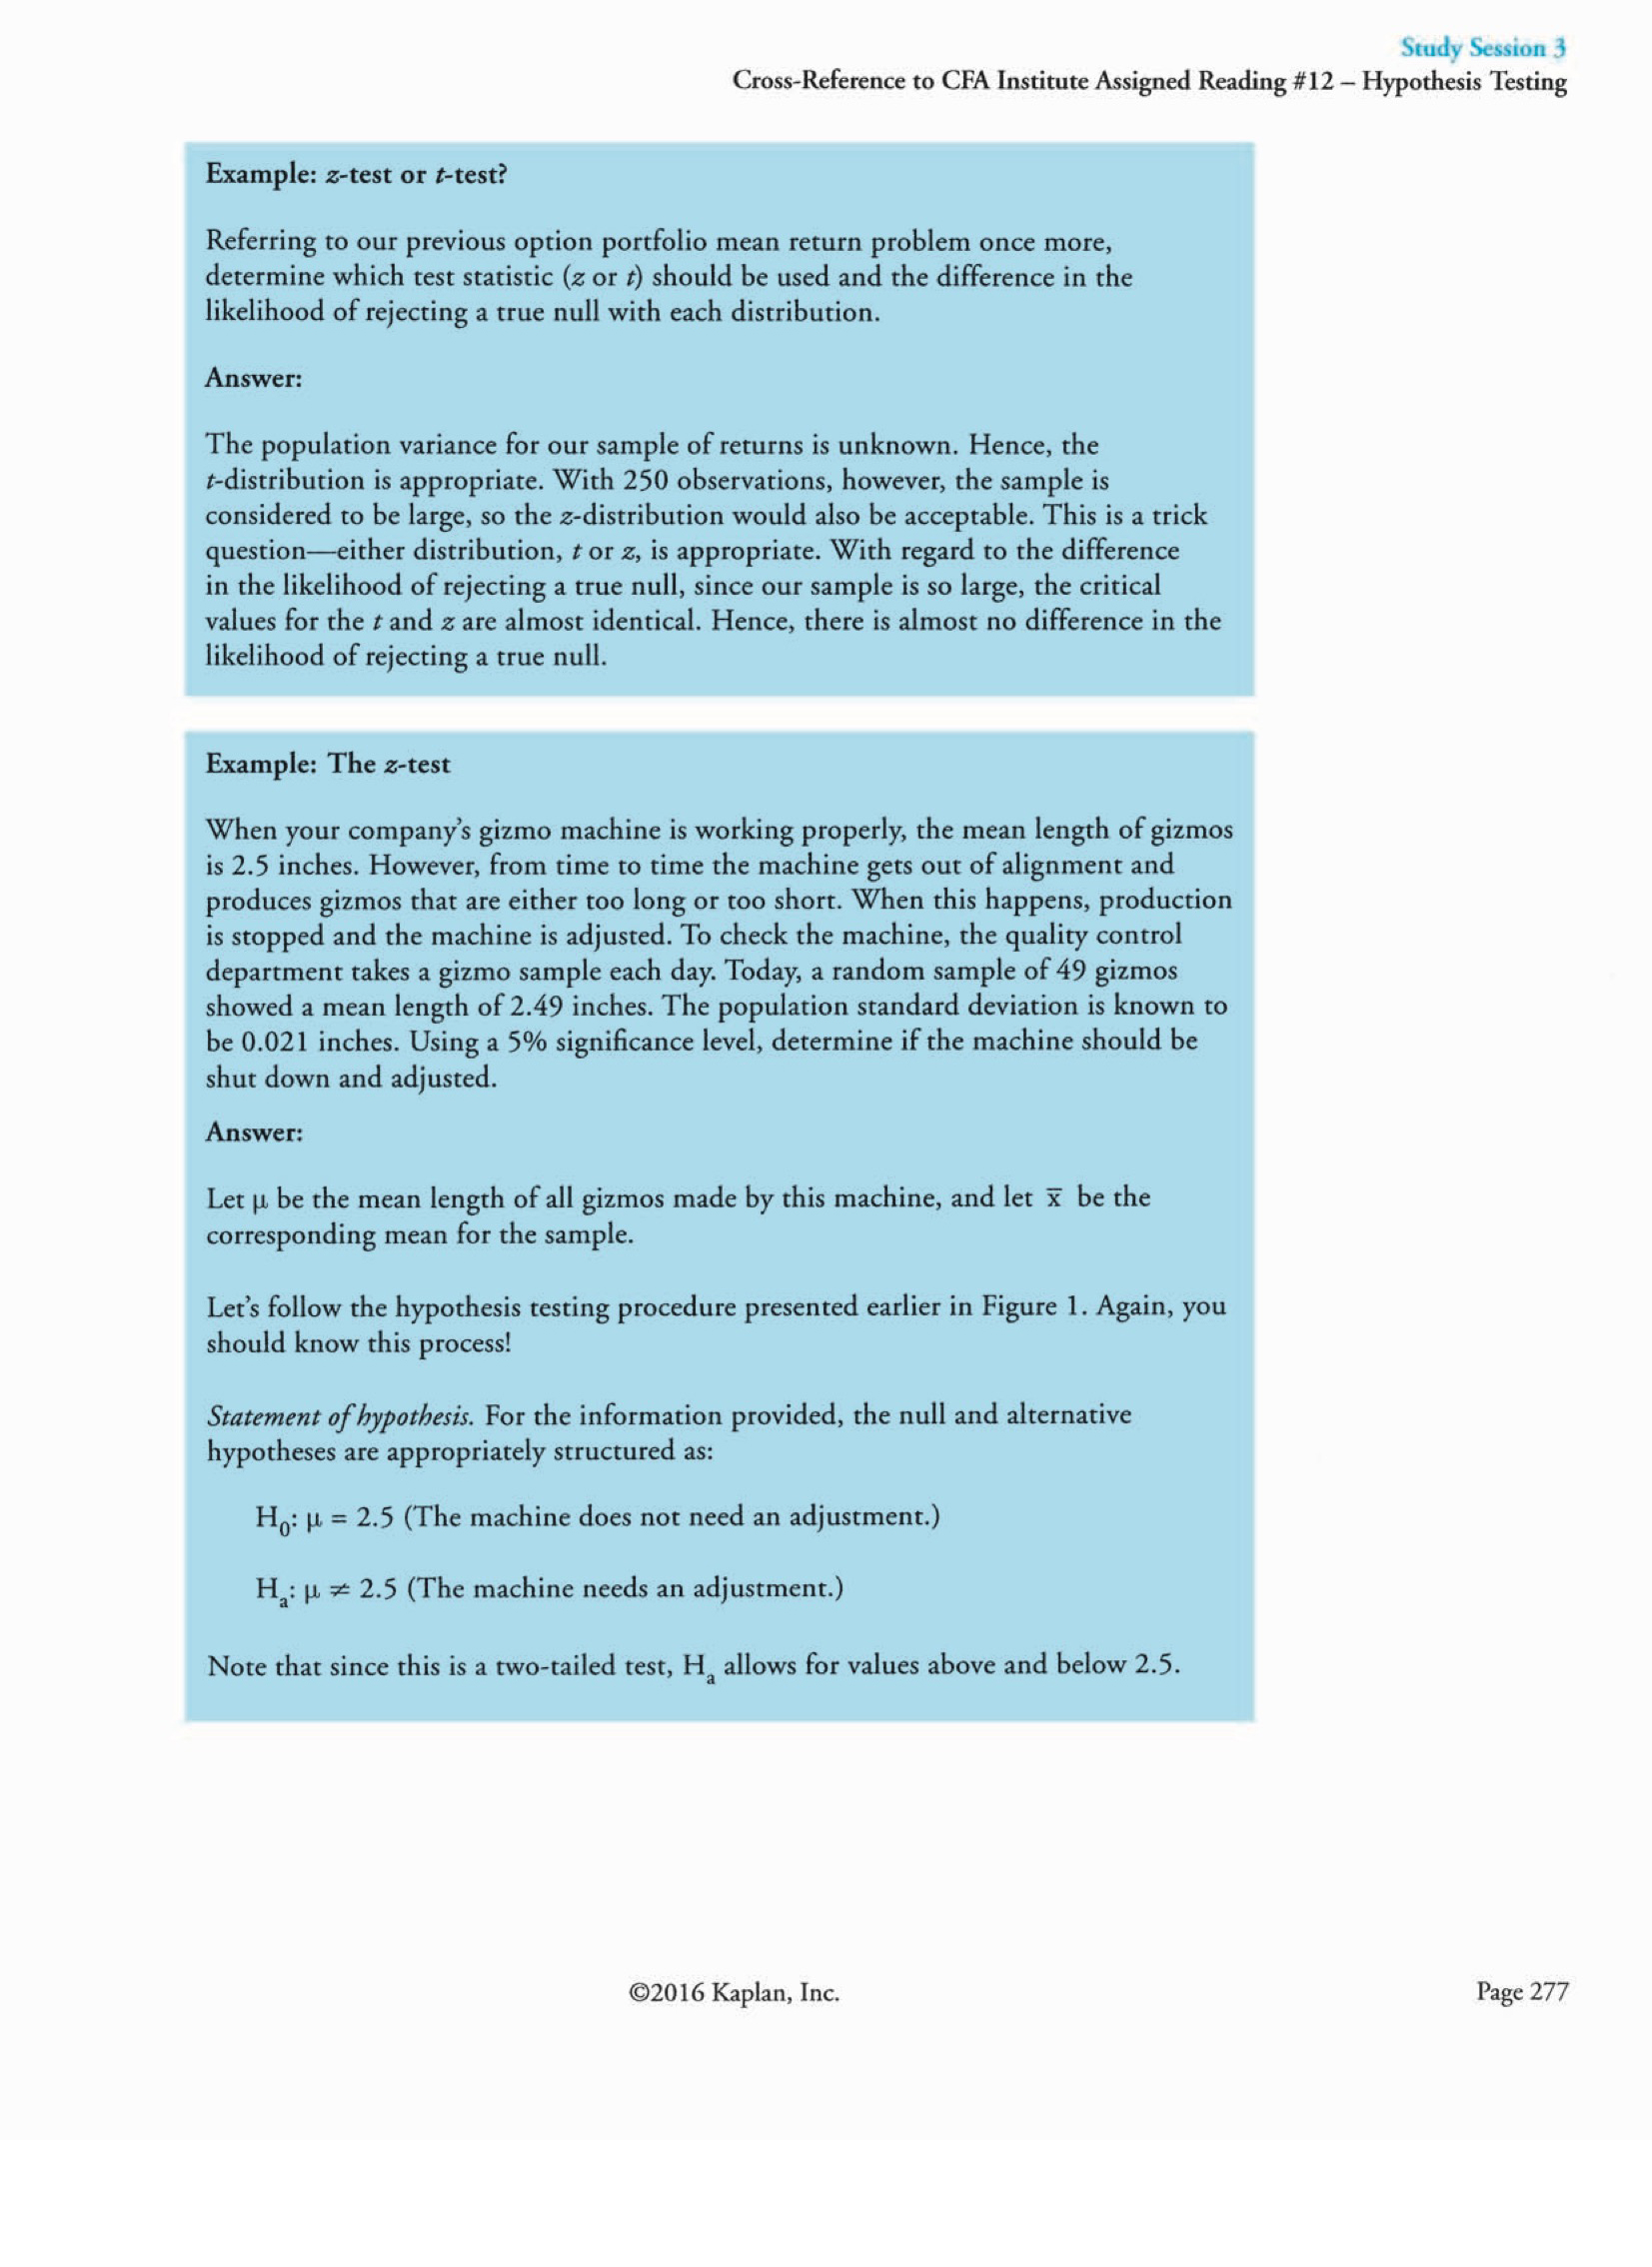 Study Session 3
Cross-Reference to CFA Institute Assigned Reading #12 – Hypothesis Testing
Example: z-test or t-test?
Referring to our previous option portfolio mean return problem once more,
determine which test statistic (z or t) should be used and the difference in the
likelihood of rejecting a true null with each distribution.
Answer:
The population variance for our sample of returns is unknown. Hence, the
t-distribution is appropriate. With 250 observations, however, the sample is
considered to be large, so the z-distribution would also be acceptable. This is a trick
question—either distribution, t or z, is appropriate. With regard to the difference
in the likelihood of rejecting a true null, since our sample is so large, the critical
values for the t and z are almost identical. Hence, there is almost no difference in the
likelihood of rejecting a true null.
Example: The z-test
When your company's gizmo machine is working properly, the mean length of gizmos
is 2.5 inches. However, from time to time the machine gets out of alignment and
produces gizmos that are either too long or too short. When this happens, production
is stopped and the machine is adjusted. To check the machine, the quality control
department takes a gizmo sample each day. Today, a random sample of 49 gizmos
showed a mean length of 2.49 inches. The population standard deviation is known to
be 0.021 inches. Using a 5% significance level, determine if the machine should be
shut down and adjusted.
Answer:
Let μ be the mean length of all gizmos made by this machine, and let x̄ be the
corresponding mean for the sample.
Let's follow the hypothesis testing procedure presented earlier in Figure 1. Again, you
should know this process!
Statement of hypothesis. For the information provided, the null and alternative
hypotheses are appropriately structured as:
H₀: μ = 2.5 (The machine does not need an adjustment.)
Hₐ: μ ≠ 2.5 (The machine needs an adjustment.)
Note that since this is a two-tailed test, Hₐ allows for values above and below 2.5.
©2016 Kaplan, Inc.
Page 277